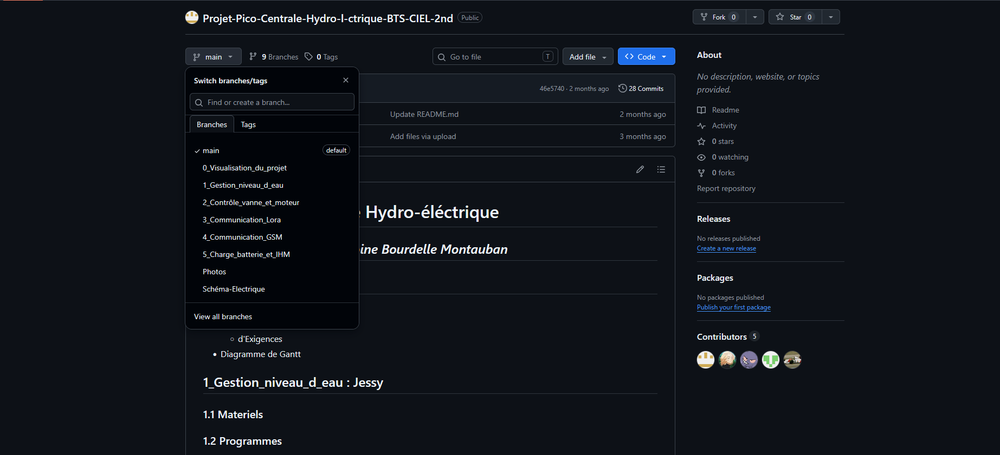 Projet-Pico-Centrale-Hydro-l-ctrique-BTS-CIEL-2nd Public
Fork 0
Star 0
main
9 Branches
0 Tags
Go to file T
Add file
Code
Switch branches/tags
Find or create a branch...
Branches Tags
main default
0_Visualisation_du_projet
1_Gestion_niveau_d_eau
2_Contrôle_vanne_et_moteur
3_Communication_Lora
4_Communication_GSM
5_Charge_batterie_et_IHM
Photos
Schéma-Electrique
View all branches
46e5740 · 2 months ago 28 Commits
Update README.md 2 months ago
Add files via upload 3 months ago
Hydro-éléctrique
Bourdelle Montauban
d'Exigences
Diagramme de Gantt
1_Gestion_niveau_d_eau : Jessy
1.1 Materiels
1.2 Programmes
About
No description, website, or topics
provided.
Readme
Activity
0 stars
0 watching
0 forks
Report repository
Releases
No releases published
Create a new release
Packages
No packages published
Publish your first package
Contributors 5